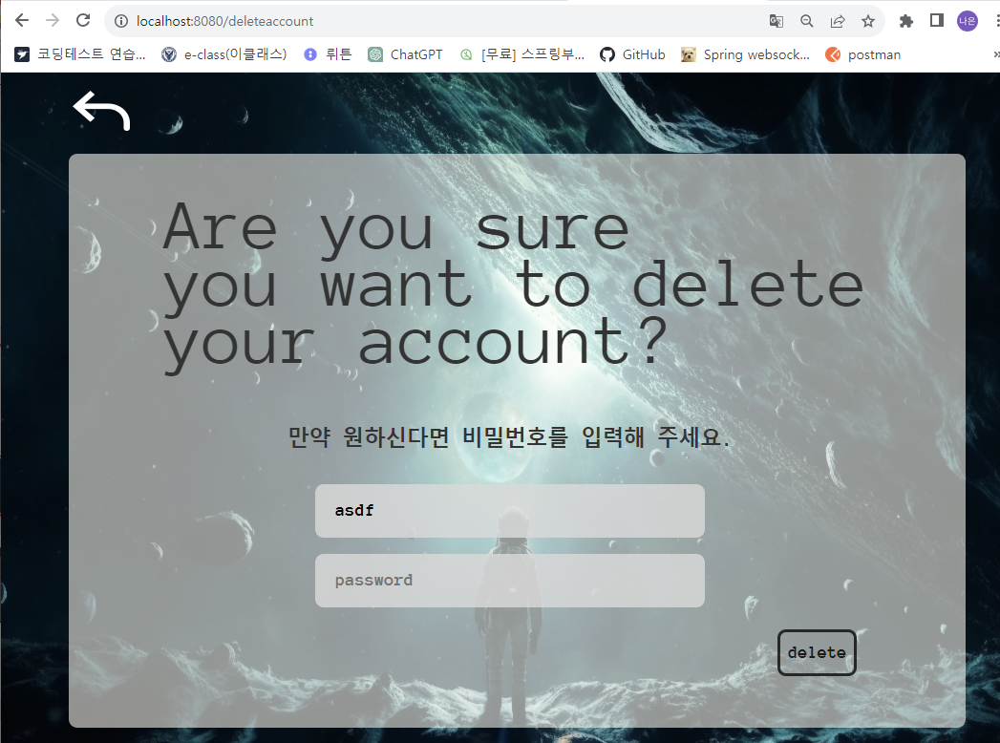 localhost:8080/deleteaccount
나은
코딩테스트 연습... e-class(이클래스) 뤼튼 ChatGPT [무료] 스프링부... GitHub Spring websock... postman »
Are you sure
you want to delete
your account?
만약 원하신다면 비밀번호를 입력해 주세요.
asdf
password
delete